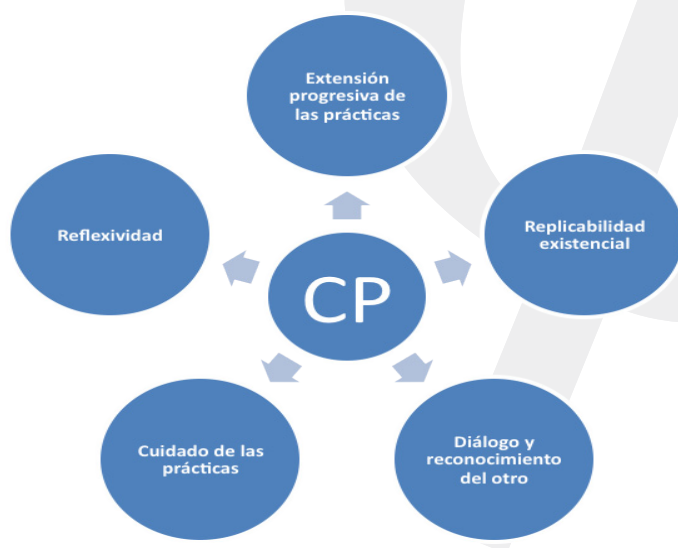 Extensión
progresiva de
las prácticas
Reflexividad
Replicabilidad
existencial
CP
Cuidado de las
prácticas
Diálogo y
reconocimiento
del otro